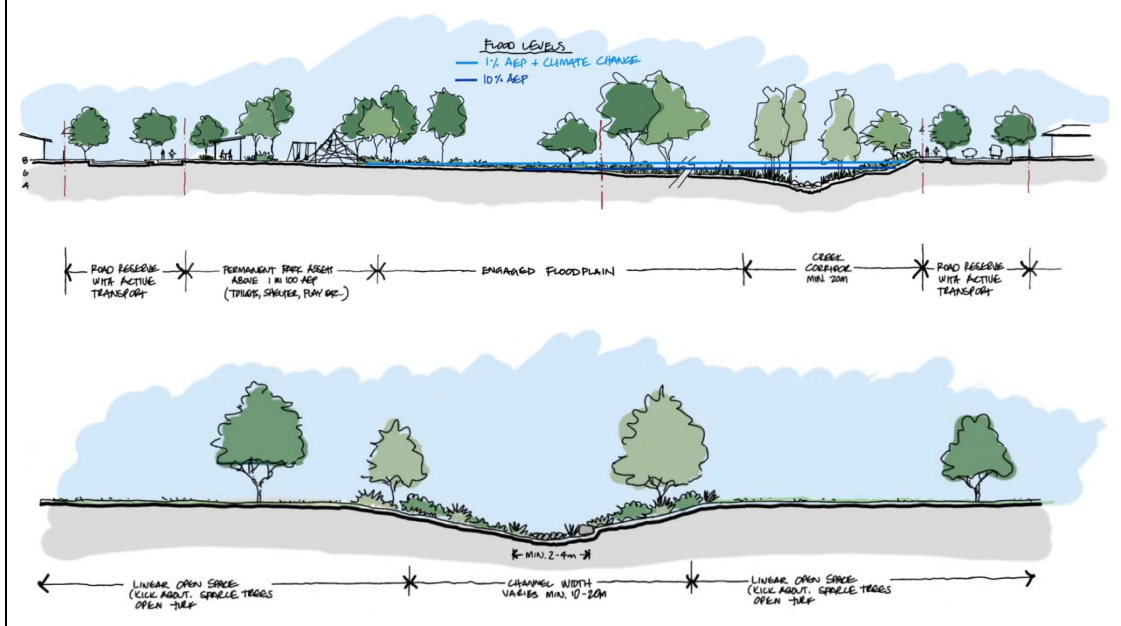 FLOOD LEVELS
1% AEP + CLIMATE CHANGE
10% AEP
B
G
A
ROAD RESERVE
WITH ACTIVE
TRANSPORT
PERMANENT PARK ASSETS
ABOVE 1 IN 100 AEP
(TOILETS, SHELTER, PLAY ETC..)
ENGAGED FLOODPLAIN
CREEK
CORRIDOR
MIN. 20m
ROAD RESERVE
WITH ACTIVE
TRANSPORT
MIN. 2-4m
LINEAR OPEN SPACE
(KICK ABOUT. SPARCE TREES
OPEN TURF
CHANNEL WIDTH
VARIES MIN. 10-20m
LINEAR OPEN SPACE
(KICK ABOUT. SPARCE TREES
OPEN TURF